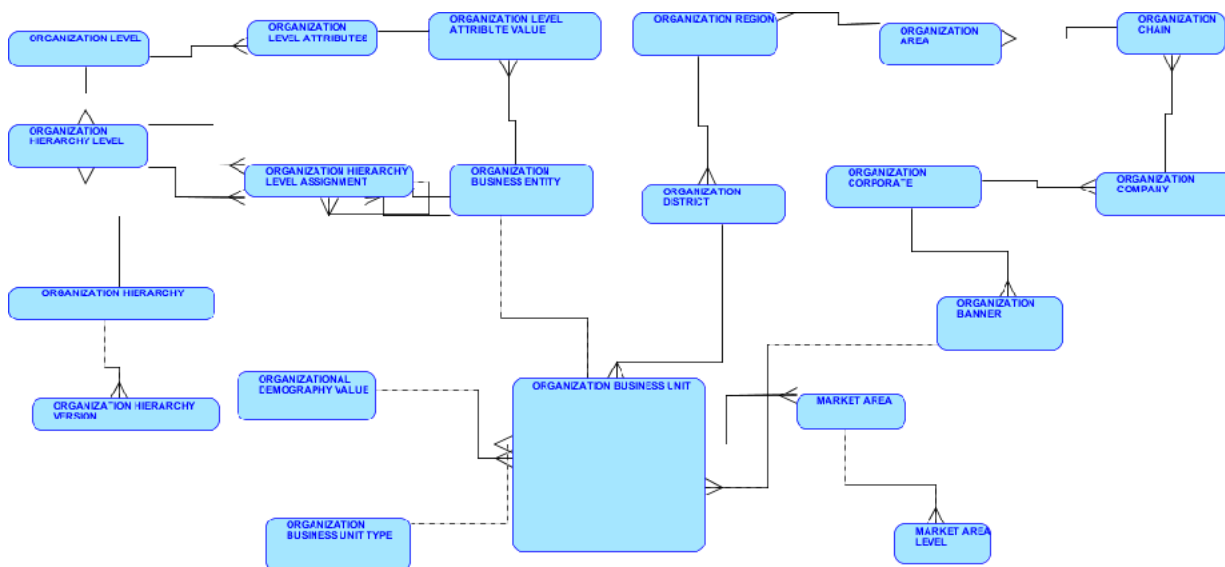 ORGANIZATION LEVEL
ORGANIZATION
LEVEL ATTRIBUTES
ORGANIZATION LEVEL
ATTRIBUTE VALUE
ORGANIZATION REGION
ORGANIZATION
AREA
ORGANIZATION
CHAIN
ORGANIZATION
HIERARCHY LEVEL
ORGANIZATION HIERARCHY
LEVEL ASSIGNMENT
ORGANIZATION
BUSINESS ENTITY
ORGANIZATION
DISTRICT
ORGANIZATION
CORPORATE
ORGANIZATION
COMPANY
ORGANIZATION HIERARCHY
ORGANIZATION
BANNER
ORGANIZATIONAL
DEMOGRAPHY VALUE
ORGANIZATION BUSINESS UNIT
MARKET AREA
ORGANIZATION HIERARCHY
VERSION
ORGANIZATION
BUSINESS UNIT TYPE
MARKET AREA
LEVEL